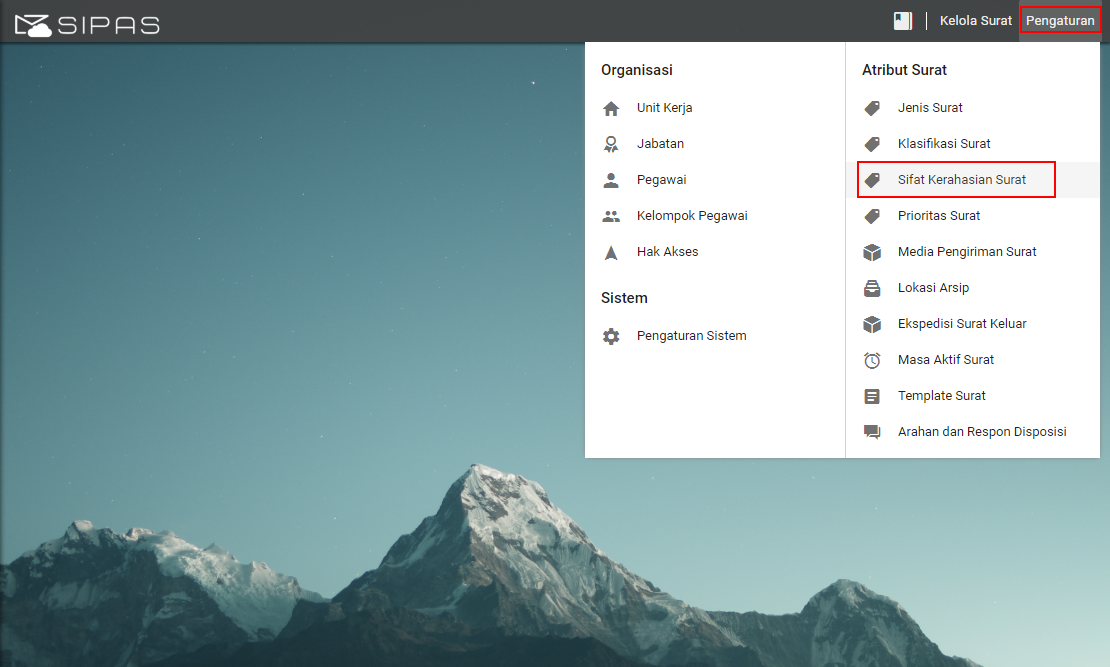 SIPAS
Kelola Surat
Pengaturan
Organisasi
Unit Kerja
Jabatan
Pegawai
Kelompok Pegawai
Hak Akses
Sistem
Pengaturan Sistem
Atribut Surat
Jenis Surat
Klasifikasi Surat
Sifat Kerahasian Surat
Prioritas Surat
Media Pengiriman Surat
Lokasi Arsip
Ekspedisi Surat Keluar
Masa Aktif Surat
Template Surat
Arahan dan Respon Disposisi